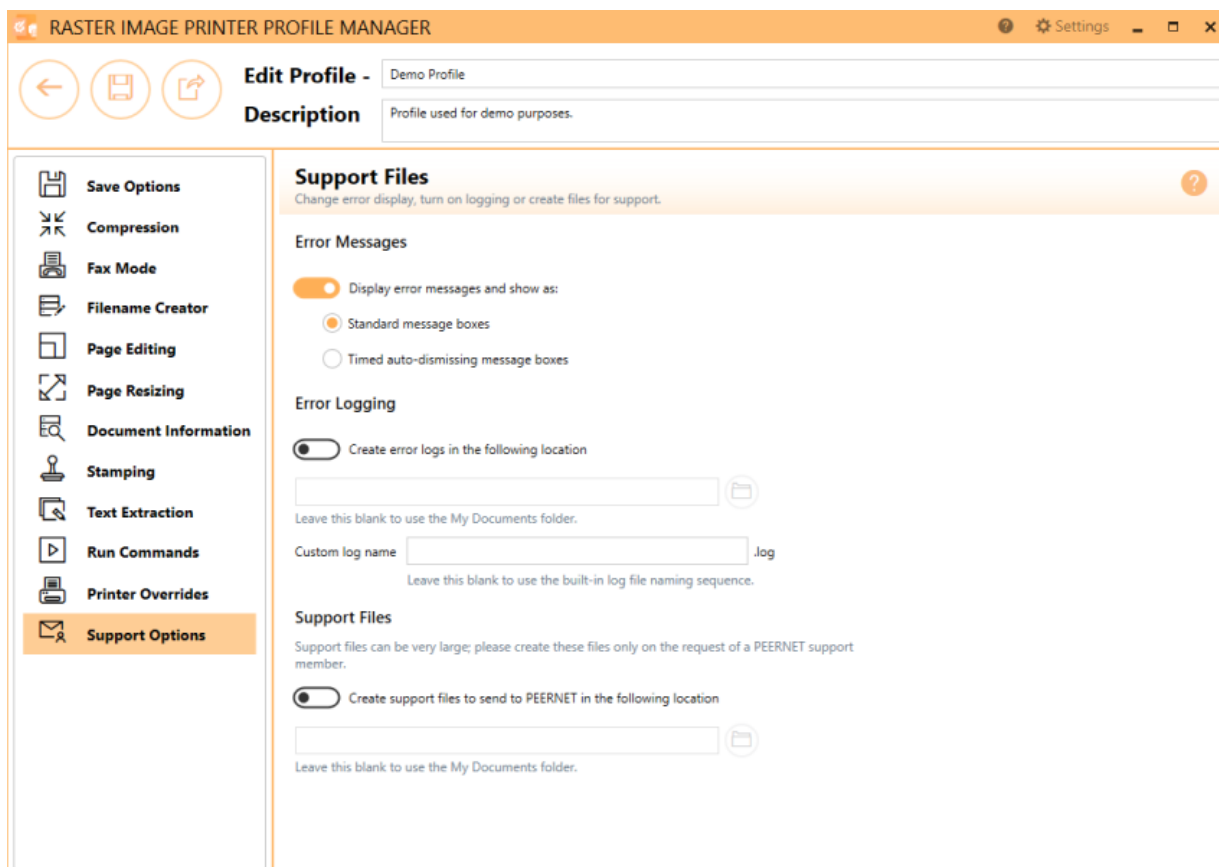 RASTER IMAGE PRINTER PROFILE MANAGER
Settings
Edit Profile - Demo Profile
Description Profile used for demo purposes.
Save Options
Compression
Fax Mode
Filename Creator
Page Editing
Page Resizing
Document Information
Stamping
Text Extraction
Run Commands
Printer Overrides
Support Options
Support Files
Change error display, turn on logging or create files for support.
Error Messages
Display error messages and show as:
Standard message boxes
Timed auto-dismissing message boxes
Error Logging
Create error logs in the following location
Leave this blank to use the My Documents folder.
Custom log name .log
Leave this blank to use the built-in log file naming sequence.
Support Files
Support files can be very large; please create these files only on the request of a PEERNET support
member.
Create support files to send to PEERNET in the following location
Leave this blank to use the My Documents folder.